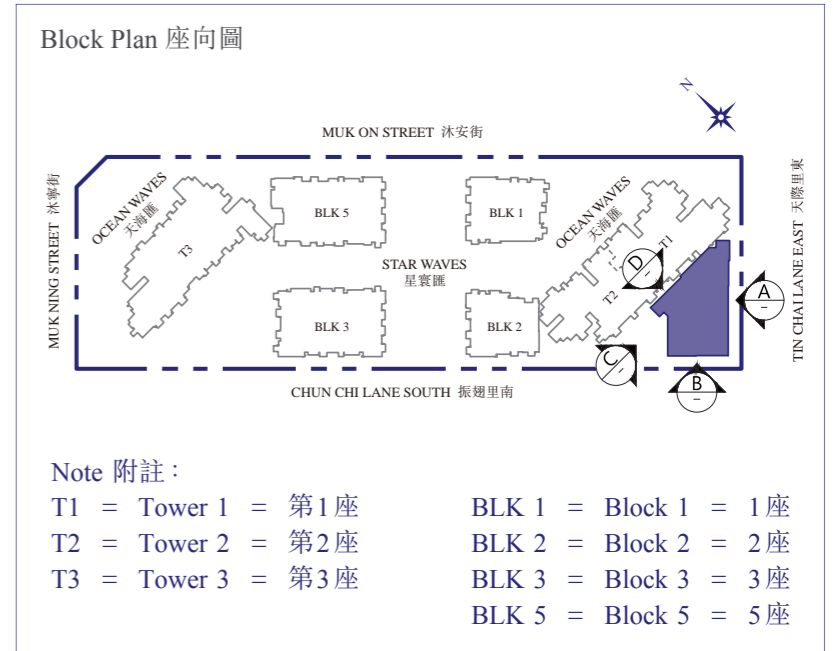 Block Plan 座向圖
N
MUK ON STREET 沐安街
MUK NING STREET 沐寧街
OCEAN WAVES
天海匯
T3
BLK 5
BLK 1
OCEAN WAVES
天海匯
T1
TIN CHAI LANE EAST 天際里東
STAR WAVES
星寰匯
D
–
T2
A
–
BLK 3
BLK 2
C
–
B
–
CHUN CHI LANE SOUTH 振翅里南
Note 附註：
T1 = Tower 1 = 第1座
T2 = Tower 2 = 第2座
T3 = Tower 3 = 第3座
BLK 1 = Block 1 = 1座
BLK 2 = Block 2 = 2座
BLK 3 = Block 3 = 3座
BLK 5 = Block 5 = 5座